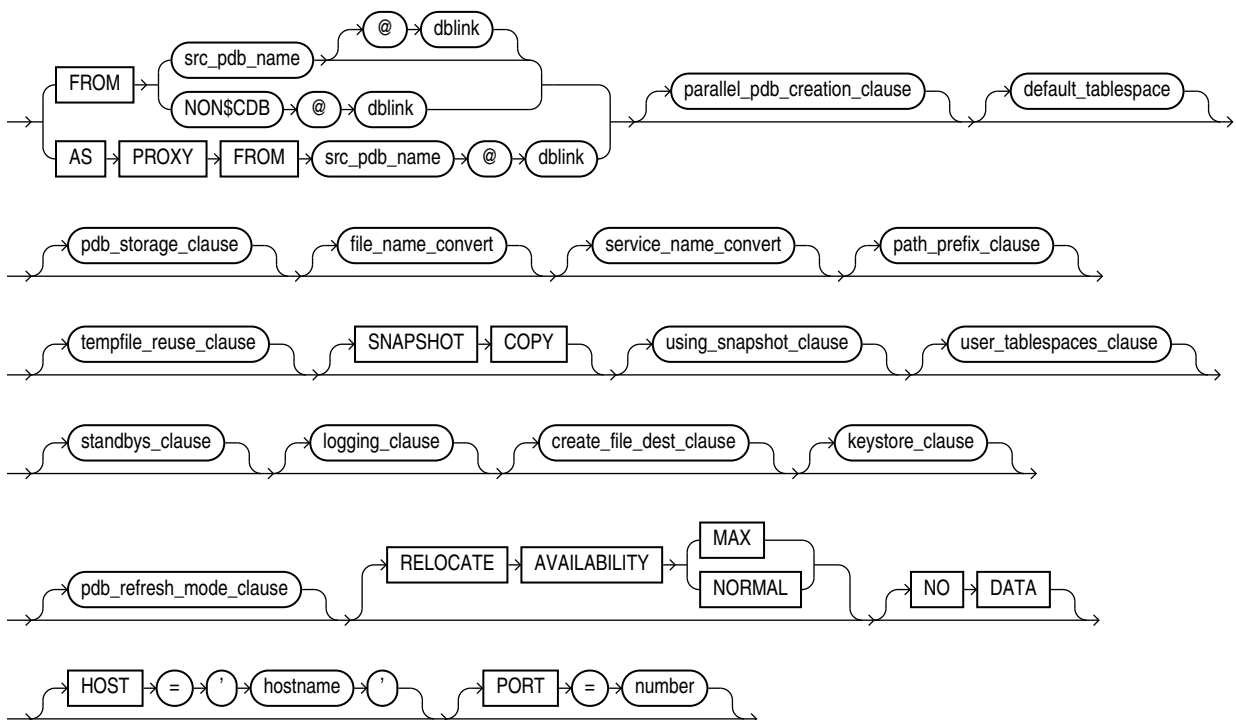 @ dblink
src_pdb_name
FROM
NON$CDB @ dblink
parallel_pdb_creation_clause default_tablespace
AS PROXY FROM src_pdb_name @ dblink
pdb_storage_clause file_name_convert service_name_convert path_prefix_clause
tempfile_reuse_clause SNAPSHOT COPY using_snapshot_clause user_tablespaces_clause
standbys_clause logging_clause create_file_dest_clause keystore_clause
MAX
RELOCATE AVAILABILITY
pdb_refresh_mode_clause NORMAL NO DATA
HOST = ' hostname ' PORT = number